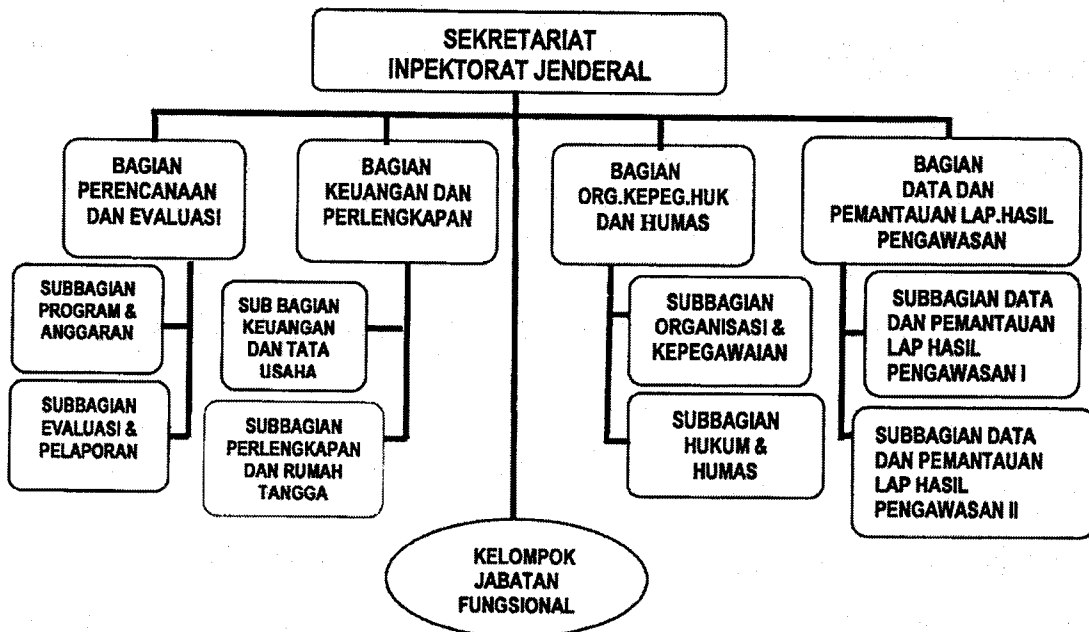 SEKRETARIAT
INPEKTORAT JENDERAL
BAGIAN
PERENCANAAN
DAN EVALUASI
BAGIAN
KEUANGAN DAN
PERLENGKAPAN
BAGIAN
ORG.KEPEG.HUK
DAN HUMAS
BAGIAN
DATA DAN
PEMANTAUAN LAP.HASIL
PENGAWASAN
SUBBAGIAN
PROGRAM &
ANGGARAN
SUBBAGIAN
EVALUASI &
PELAPORAN
SUB BAGIAN
KEUANGAN
DAN TATA
USAHA
SUBBAGIAN
PERLENGKAPAN
DAN RUMAH
TANGGA
SUBBAGIAN
ORGANISASI &
KEPEGAWAIAN
SUBBAGIAN
HUKUM &
HUMAS
SUBBAGIAN DATA
DAN PEMANTAUAN
LAP HASIL
PENGAWASAN I
SUBBAGIAN DATA
DAN PEMANTAUAN
LAP HASIL
PENGAWASAN II
KELOMPOK
JABATAN
FUNGSIONAL